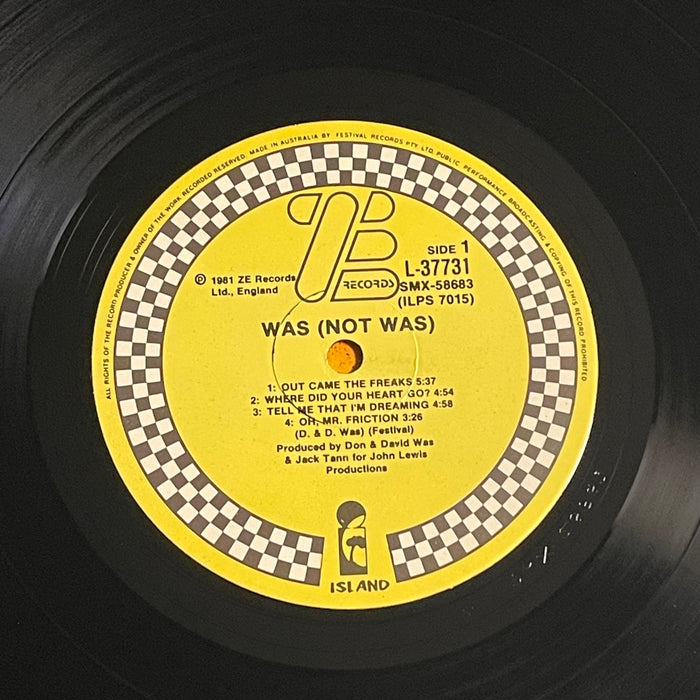 ALL RIGHTS OF THE RECORD PRODUCER & OWNER OF THE WORK RECORDED RESERVED. MADE IN AUSTRALIA BY FESTIVAL RECORDS PTY LTD. PUBLIC PERFORMANCE BROADCASTING & COPYING OF THIS RECORD PROHIBITED
ZE
RECORDS
SIDE 1
L-37731
SMX-58683
(ILPS 7015)
℗ 1981 ZE Records
Ltd., England
WAS (NOT WAS)
1: OUT CAME THE FREAKS 5:37
2: WHERE DID YOUR HEART GO? 4:54
3: TELL ME THAT I'M DREAMING 4:58
4: OH, MR. FRICTION 3:26
(D. & D. Was) (Festival)
Produced by Don & David Was
& Jack Tann for John Lewis
Productions
ISLAND